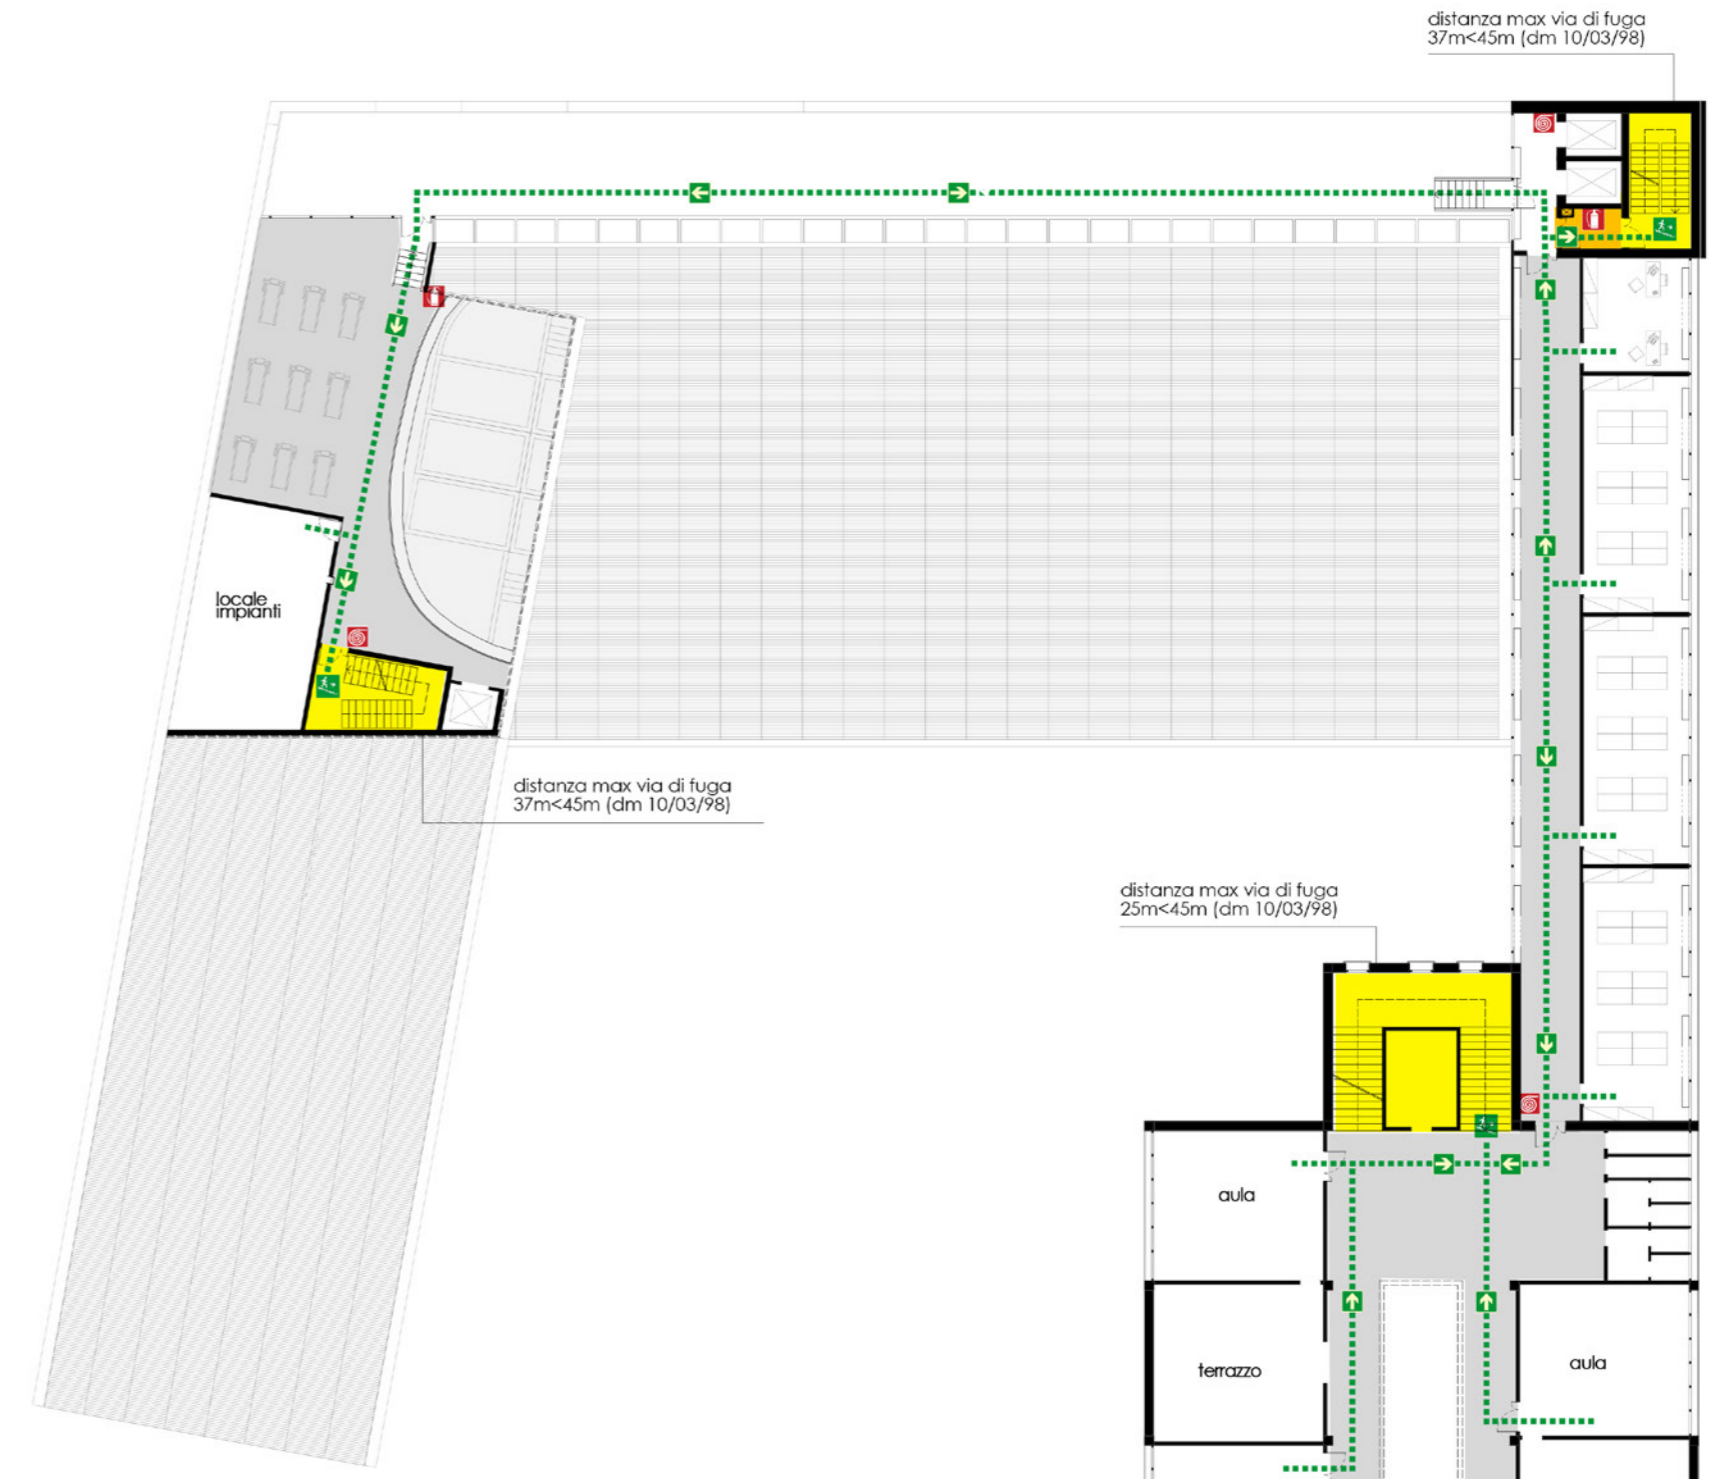 distanza max via di fuga
37m<45m (dm 10/03/98)
locale
impianti
distanza max via di fuga
37m<45m (dm 10/03/98)
distanza max via di fuga
25m<45m (dm 10/03/98)
aula
terrazzo
aula